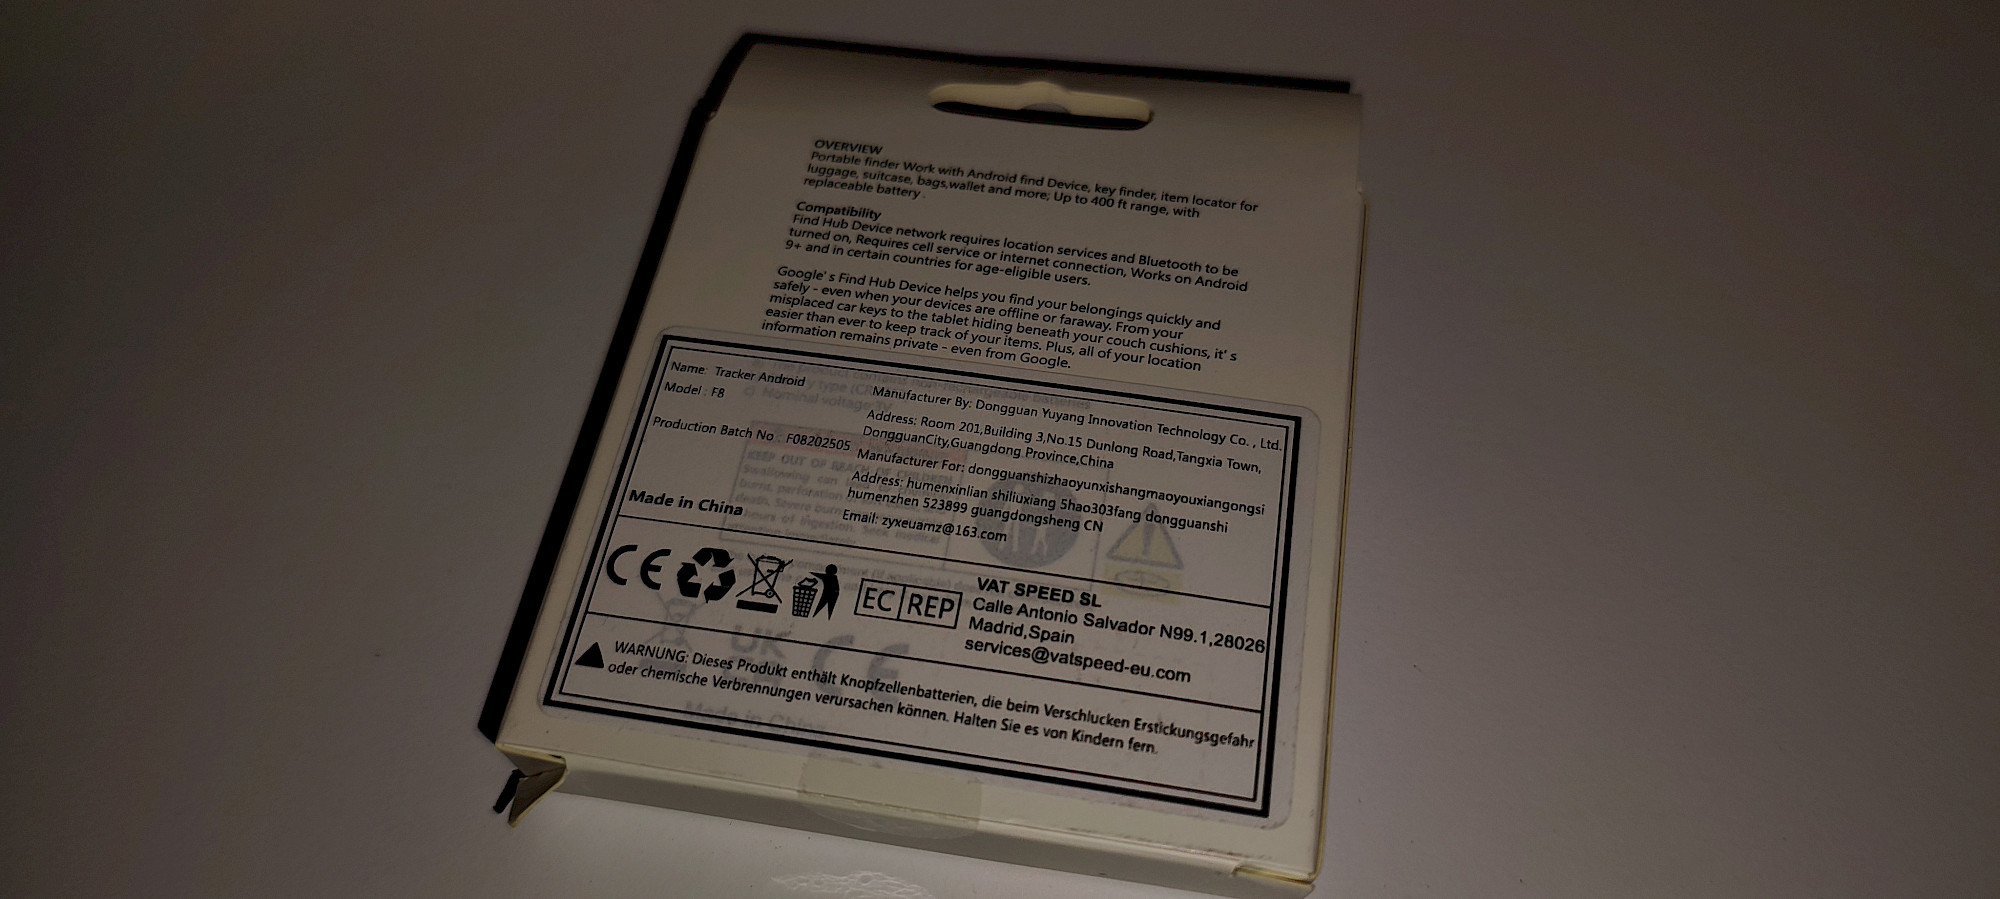 OVERVIEW
Portable finder Work with Android find Device, key finder, item locator for
luggage, suitcase, bags,wallet and more; Up to 400 ft range, with
replaceable battery .
Compatibility
Find Hub Device network requires location services and Bluetooth to be
turned on, Requires cell service or internet connection, Works on Android
9+ and in certain countries for age-eligible users.
Google' s Find Hub Device helps you find your belongings quickly and
safely - even when your devices are offline or faraway. From your
misplaced car keys to the tablet hiding beneath your couch cushions, it' s
easier than ever to keep track of your items. Plus, all of your location
information remains private - even from Google.
Name: Tracker Android
Model : F8
Production Batch No : F08202505
Made in China
Manufacturer By: Dongguan Yuyang Innovation Technology Co. , Ltd.
Address: Room 201,Building 3,No.15 Dunlong Road,Tangxia Town,
DongguanCity,Guangdong Province,China
Manufacturer For: dongguanshizhaoyunxishangmaoyouxiangongsi
Address: humenxinlian shiliuxiang 5hao303fang dongguanshi
humenzhen 523899 guangdongsheng CN
Email: zyxeuamz@163.com
CE
EC REP
VAT SPEED SL
Calle Antonio Salvador N99.1,28026
Madrid,Spain
services@vatspeed-eu.com
WARNUNG: Dieses Produkt enthält Knopfzellenbatterien, die beim Verschlucken Erstickungsgefahr
oder chemische Verbrennungen verursachen können. Halten Sie es von Kindern fern.